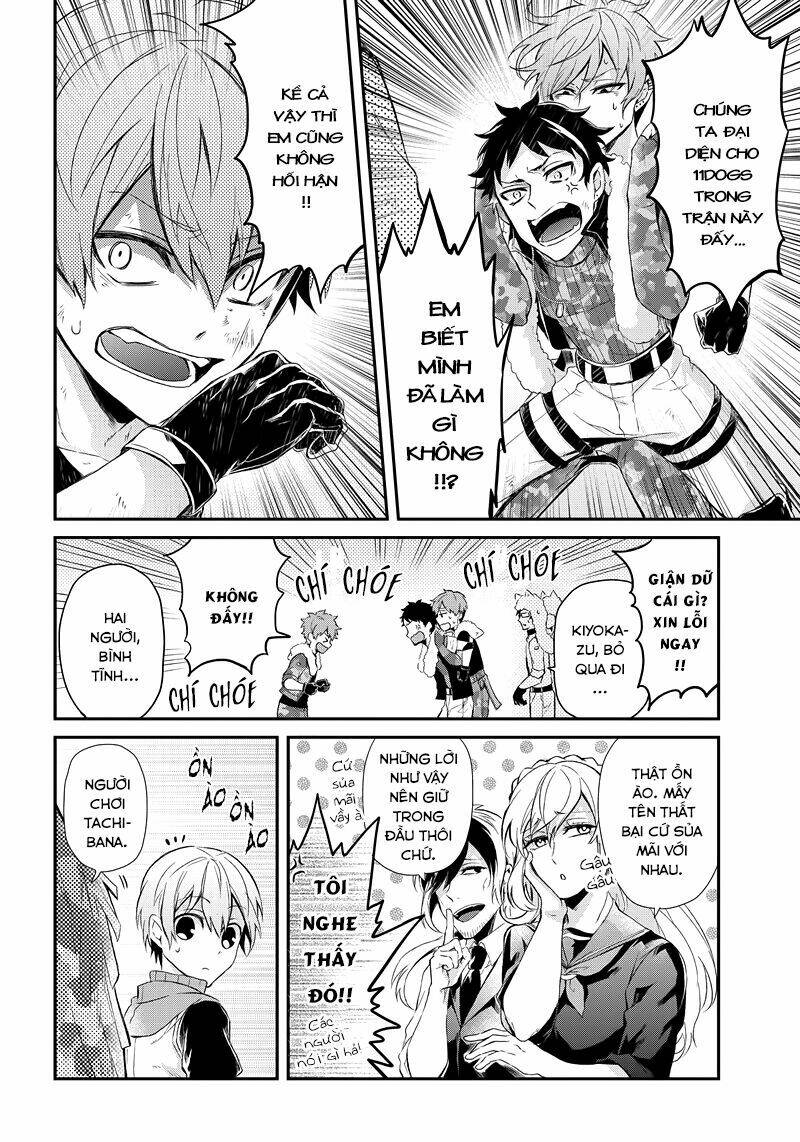 CHÚNG
TA ĐẠI
DIỆN CHO
11DOGS
TRONG
TRẬN NÀY
ĐẤY...
EM
BIẾT
MÌNH
ĐÃ LÀM
GÌ
KHÔNG
!!?
KỂ CẢ
VẬY THÌ
EM CŨNG
KHÔNG
HỐI HẬN
!!
GIẬN DỮ
CÁI GÌ?
XIN LỖI
NGAY
!!
KIYOKA-
ZU, BỎ
QUA ĐI
...
CHÍ CHÓE
CHÍ CHÓE
KHÔNG
ĐẤY!!
CHÍ CHÓE
HAI
NGƯỜI,
BÌNH
TĨNH...
THẬT ỒN
ÀO. MẤY
TÊN THẤT
BẠI CỨ SỦA
MÃI VỚI
NHAU.
Gâu
Gâu
NHỮNG LỜI
NHƯ VẬY
NÊN GIỮ
TRONG
ĐẦU THÔI
CHỨ.
Cứ
sủa
mãi
vầy à
TÔI
NGHE
THẤY
ĐÓ!!
Các
người
nói gì hả!
ỒN
ÀO
ỒN
ÀO
NGƯỜI
CHƠI
TACHI-
BANA.